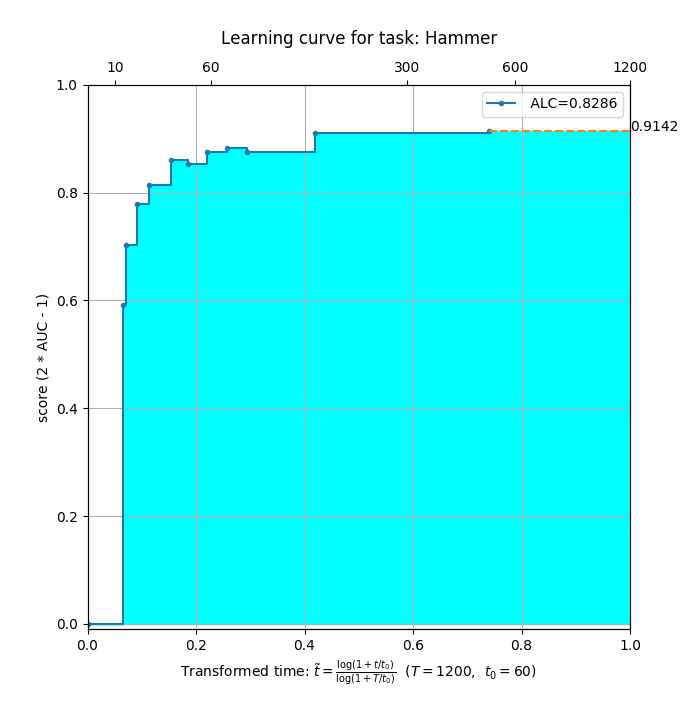 Learning curve for task: Hammer
10 60 300 600 1200
1.0
ALC=0.8286
0.9142
0.8
0.6
0.4
0.2
0.0
score (2 * AUC - 1)
0.0 0.2 0.4 0.6 0.8 1.0
Transformed time: t̃ = log(1 + t/t₀) / log(1 + T/t₀) (T = 1200, t₀ = 60)